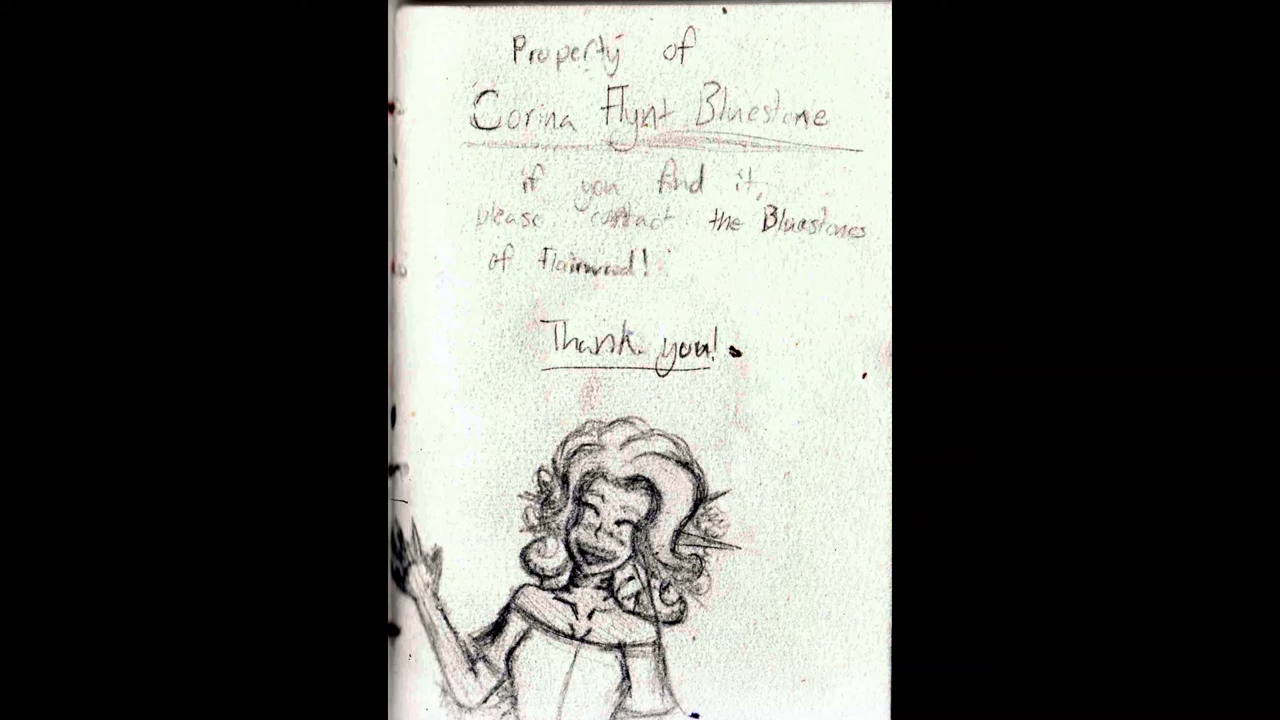 Property of
Corina Flynt Bluestone
if you find it,
please contact the Bluestones
of Flairwood!
Thank you!